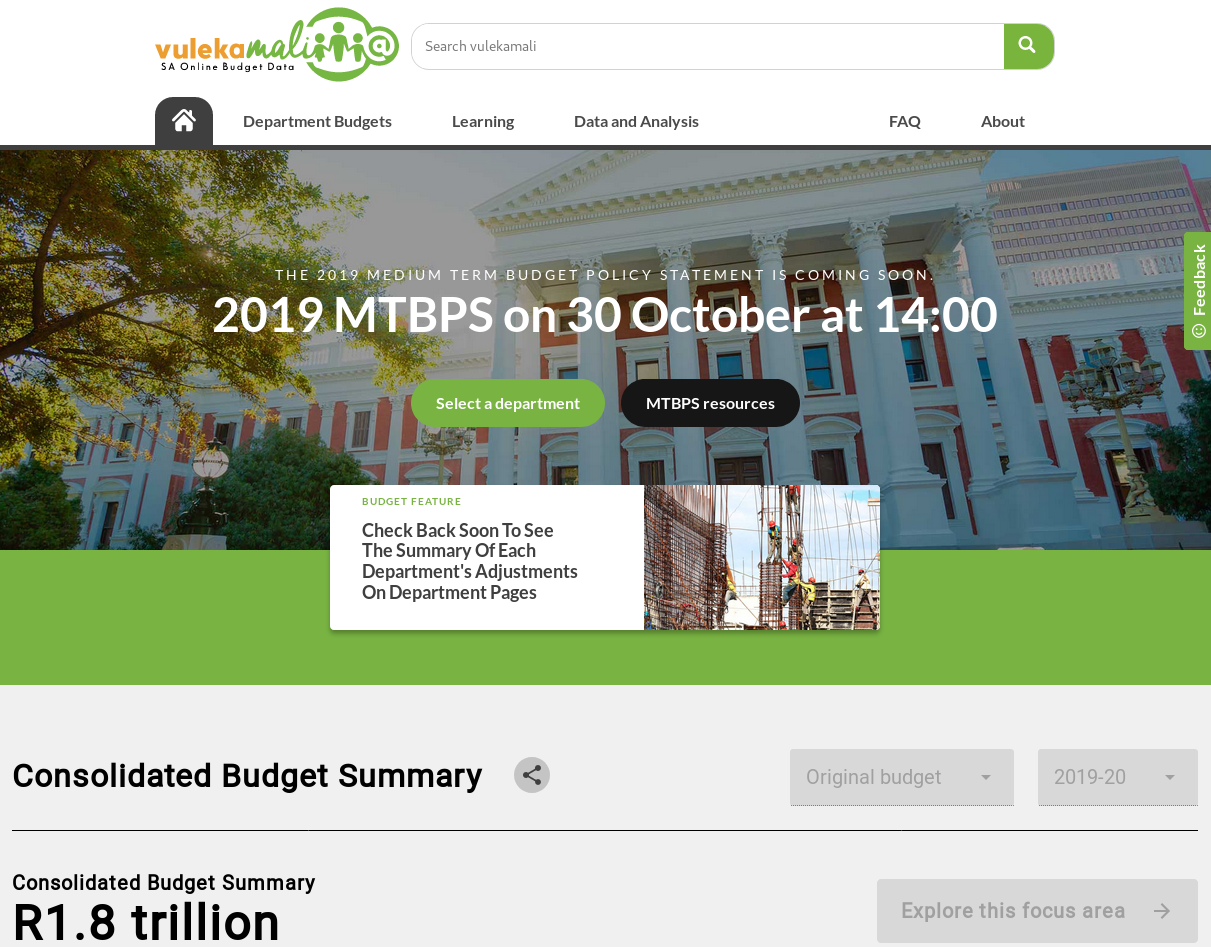 vulekamali
SA Online Budget Data
Search vulekamali
Department Budgets
Learning
Data and Analysis
FAQ
About
Feedback
THE 2019 MEDIUM TERM BUDGET POLICY STATEMENT IS COMING SOON.
2019 MTBPS on 30 October at 14:00
Select a department
MTBPS resources
BUDGET FEATURE
Check Back Soon To See
The Summary Of Each
Department's Adjustments
On Department Pages
Consolidated Budget Summary
Original budget
2019-20
Consolidated Budget Summary
R1.8 trillion
Explore this focus area